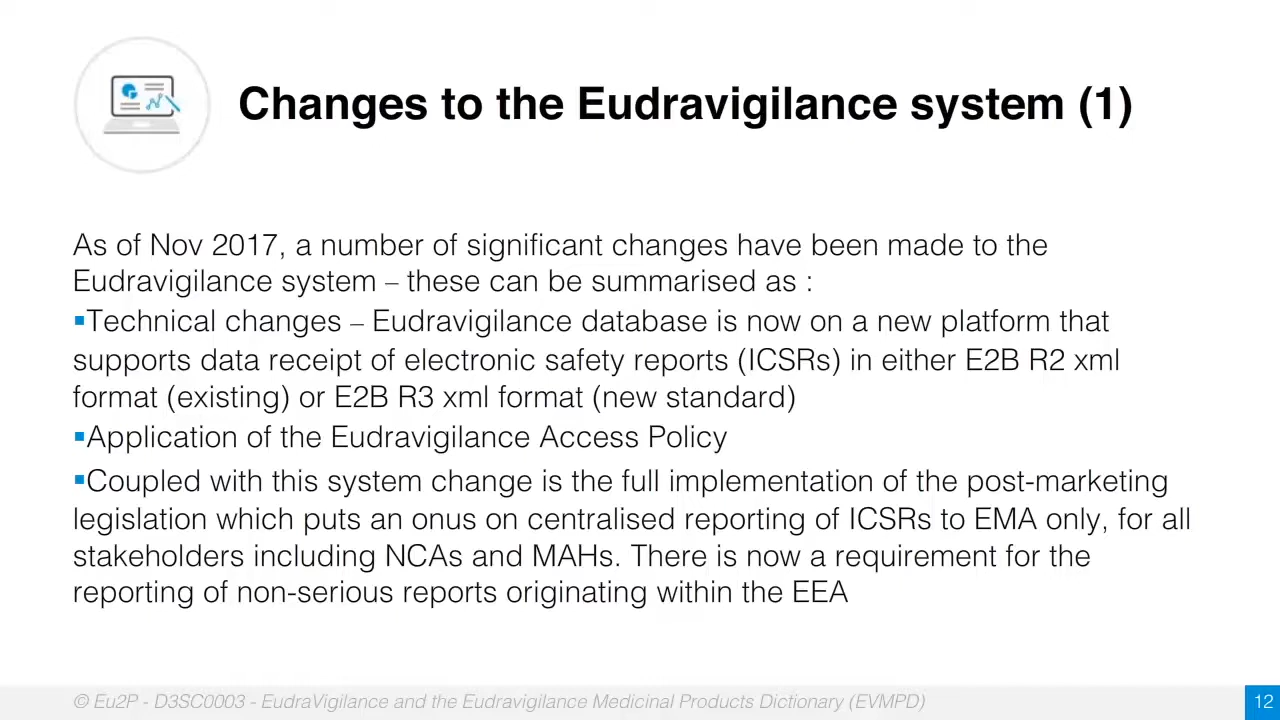 Changes to the Eudravigilance system (1)
As of Nov 2017, a number of significant changes have been made to the
Eudravigilance system – these can be summarised as :
▪Technical changes – Eudravigilance database is now on a new platform that
supports data receipt of electronic safety reports (ICSRs) in either E2B R2 xml
format (existing) or E2B R3 xml format (new standard)
▪Application of the Eudravigilance Access Policy
▪Coupled with this system change is the full implementation of the post-marketing
legislation which puts an onus on centralised reporting of ICSRs to EMA only, for all
stakeholders including NCAs and MAHs. There is now a requirement for the
reporting of non-serious reports originating within the EEA
© Eu2P - D3SC0003 - EudraVigilance and the Eudravigilance Medicinal Products Dictionary (EVMPD)
12